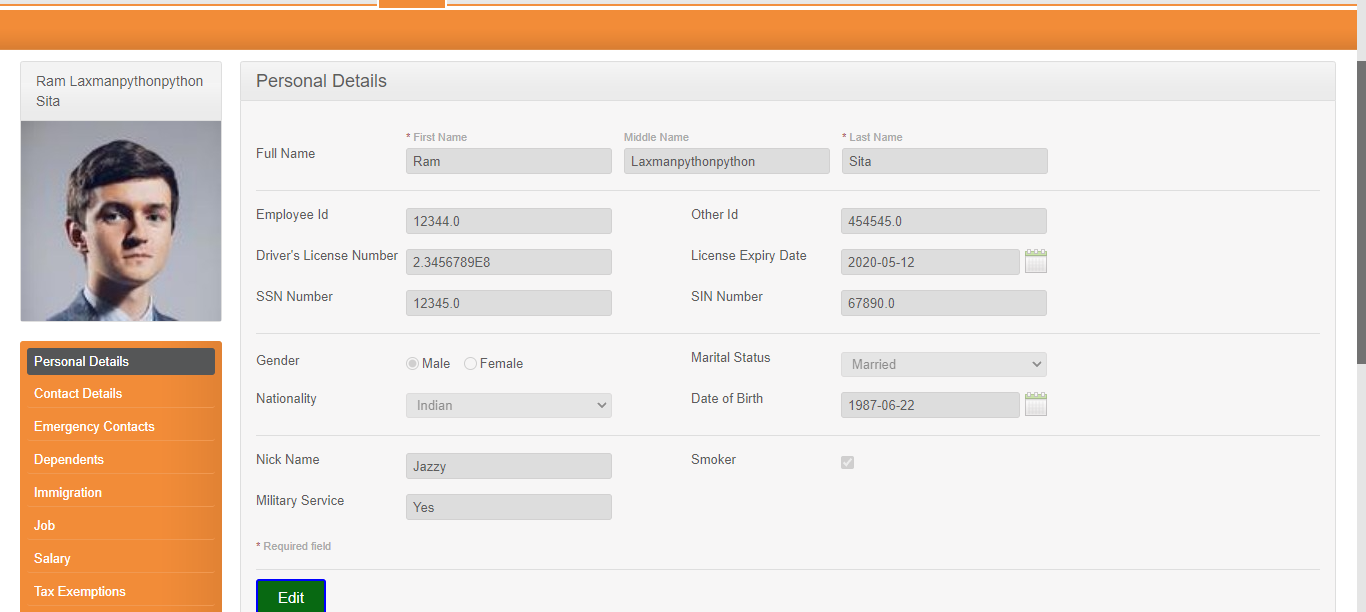 Ram Laxmanpythonpython
Sita
Personal Details
Contact Details
Emergency Contacts
Dependents
Immigration
Job
Salary
Tax Exemptions
Personal Details
* First Name Middle Name * Last Name
Full Name Ram Laxmanpythonpython Sita
Employee Id 12344.0 Other Id 454545.0
Driver's License Number 2.3456789E8 License Expiry Date 2020-05-12
SSN Number 12345.0 SIN Number 67890.0
Gender Male Female Marital Status Married
Nationality Indian Date of Birth 1987-06-22
Nick Name Jazzy Smoker
Military Service Yes
* Required field
Edit